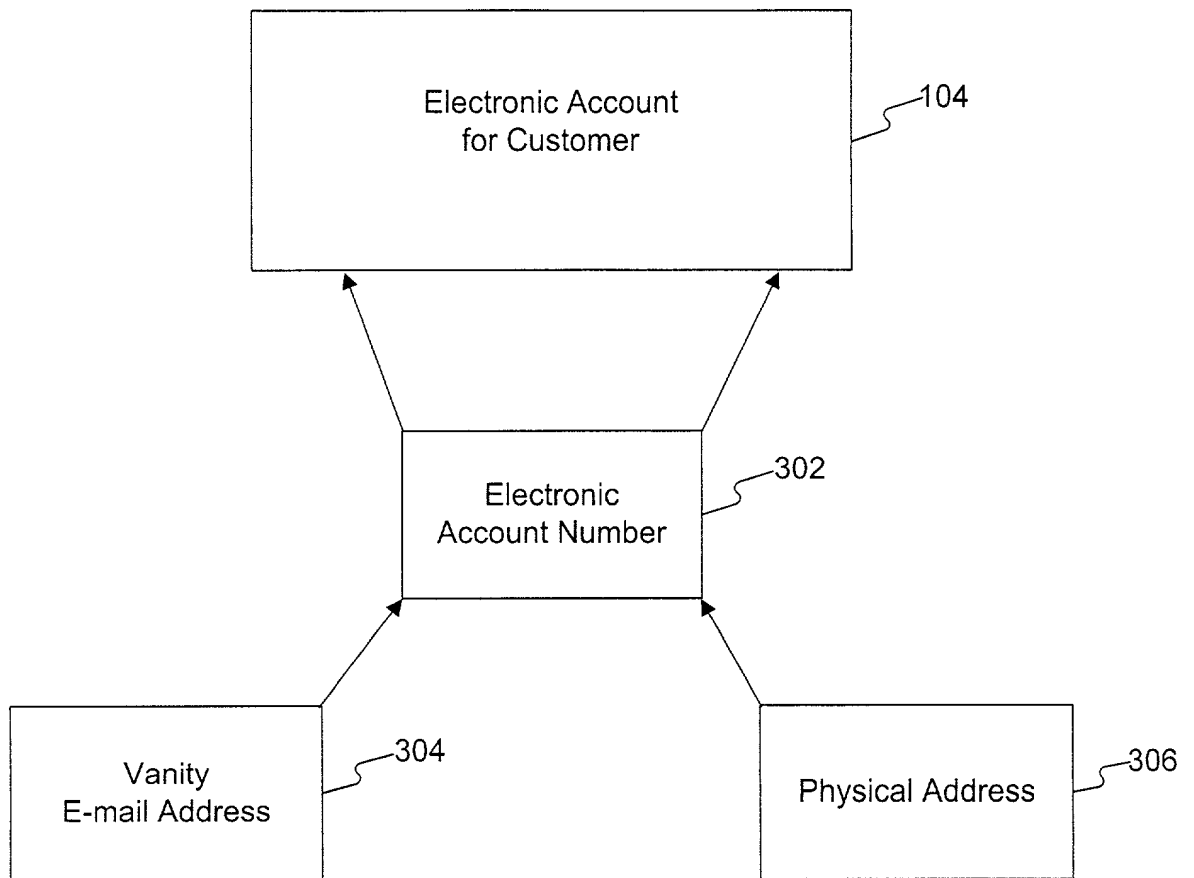 Electronic Account
for Customer
104
Electronic
Account Number
302
Vanity
E-mail Address
304
Physical Address
306